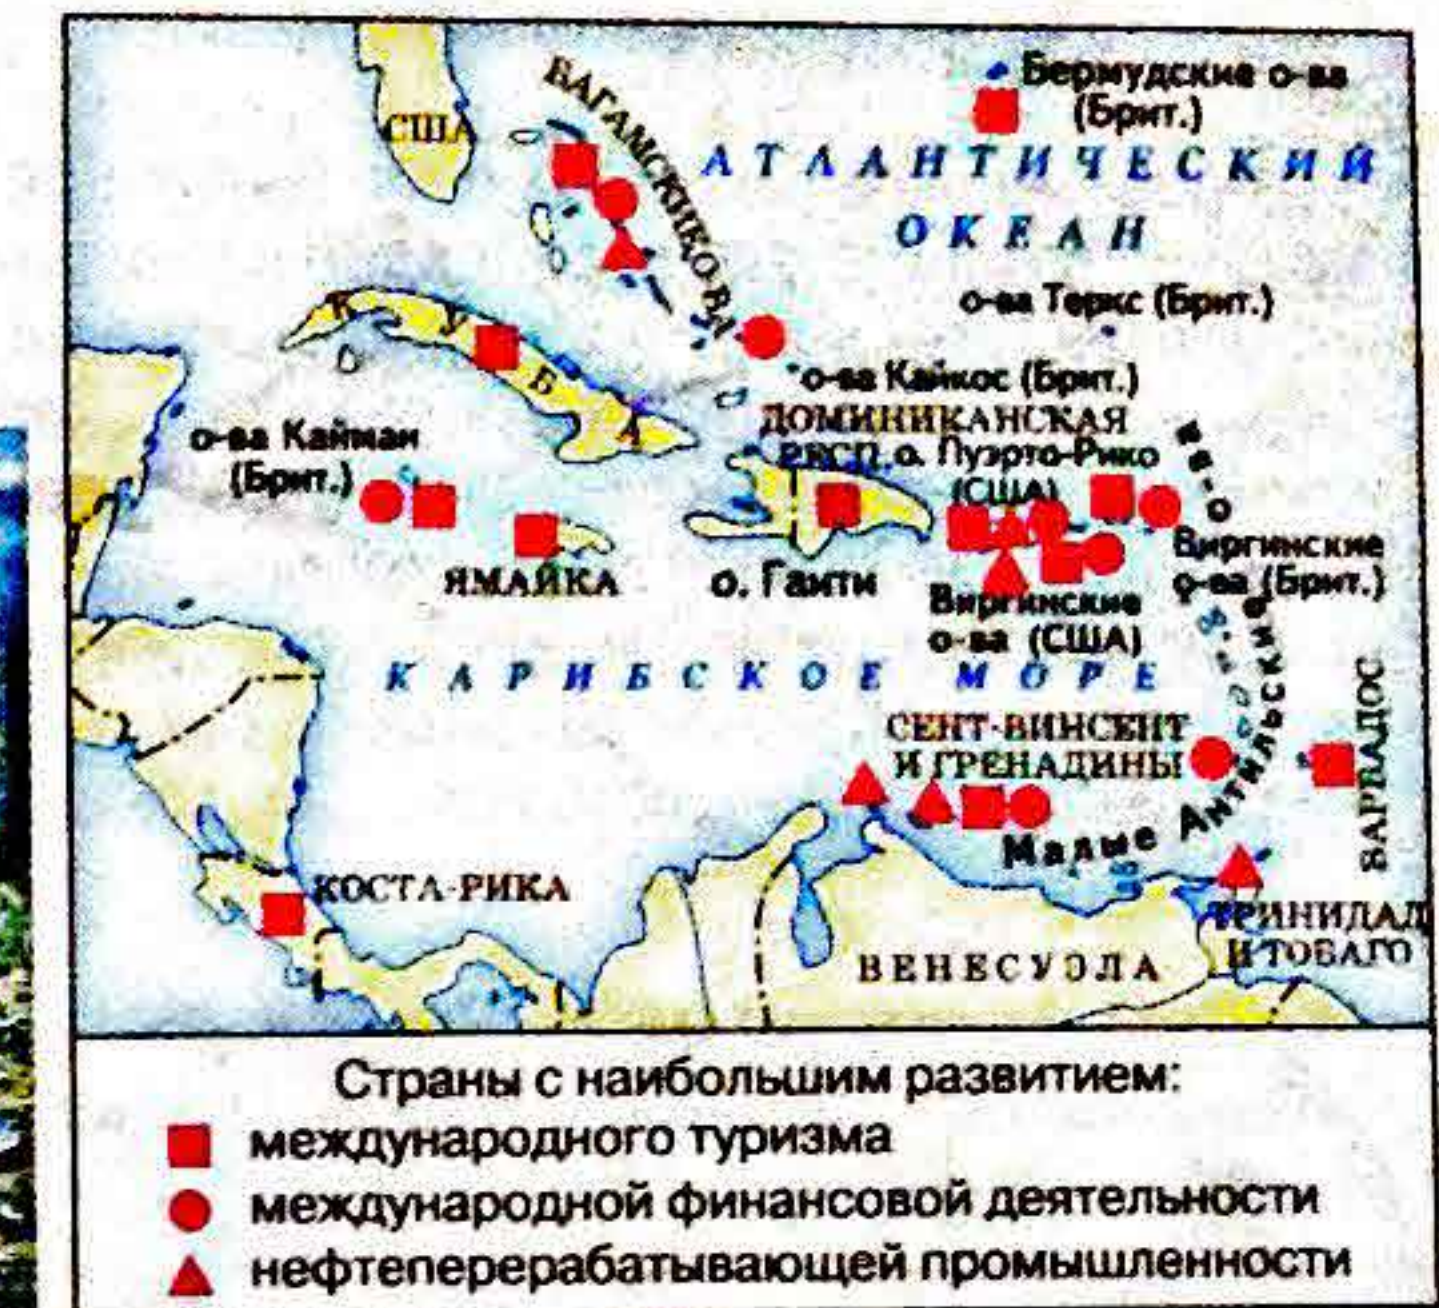 Бермудские о-ва
(Брит.)
США
БАГАМСКИЕ О-ВА
АТЛАНТИЧЕСКИЙ
ОКЕАН
о-ва Теркс (Брит.)
КУБА
о-ва Кайкос (Брит.)
ДОМИНИКАНСКАЯ
РЕСП.
о. Пуэрто-Рико
(США)
о-ва Кайман
(Брит.)
ЯМАЙКА
о. Гаити
Виргинские
о-ва (Брит.)
Виргинские
о-ва (США)
КАРИБСКОЕ МОРЕ
СЕНТ-ВИНСЕНТ
И ГРЕНАДИНЫ
Малые Антильские
о-ва
БАРБАДОС
КОСТА-РИКА
ВЕНЕСУЭЛА
ТРИНИДАД
И ТОБАГО
Страны с наибольшим развитием:
международного туризма
международной финансовой деятельности
нефтеперерабатывающей промышленности